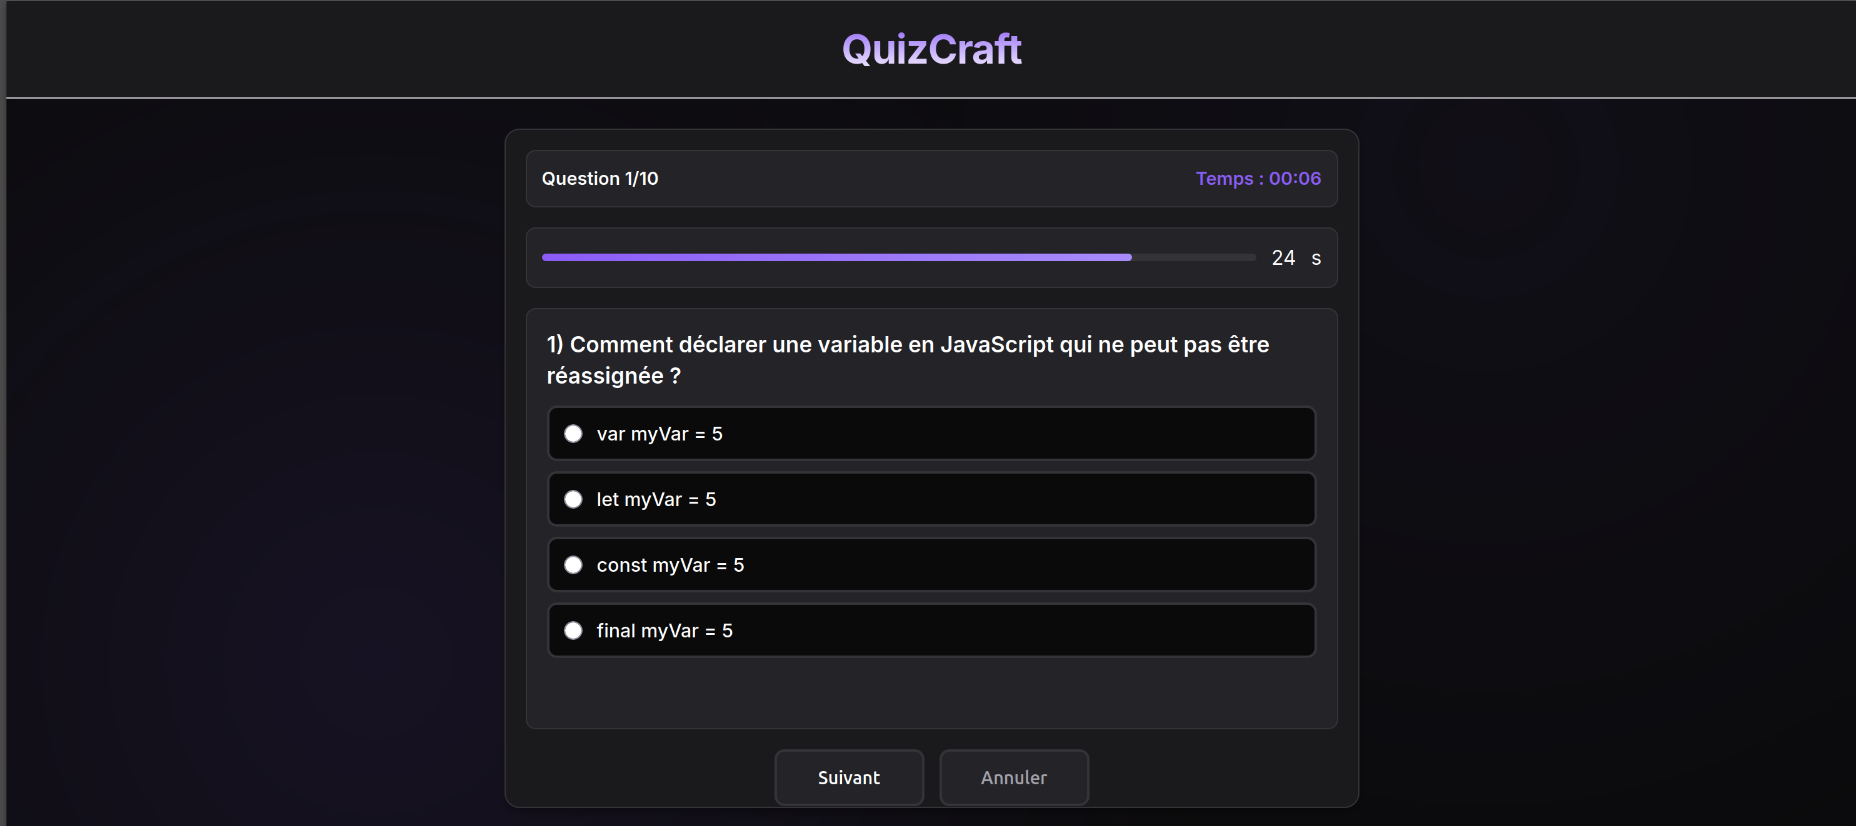 QuizCraft
Question 1/10
Temps : 00:06
24 s
1) Comment déclarer une variable en JavaScript qui ne peut pas être
réassignée ?
var myVar = 5
let myVar = 5
const myVar = 5
final myVar = 5
Suivant
Annuler